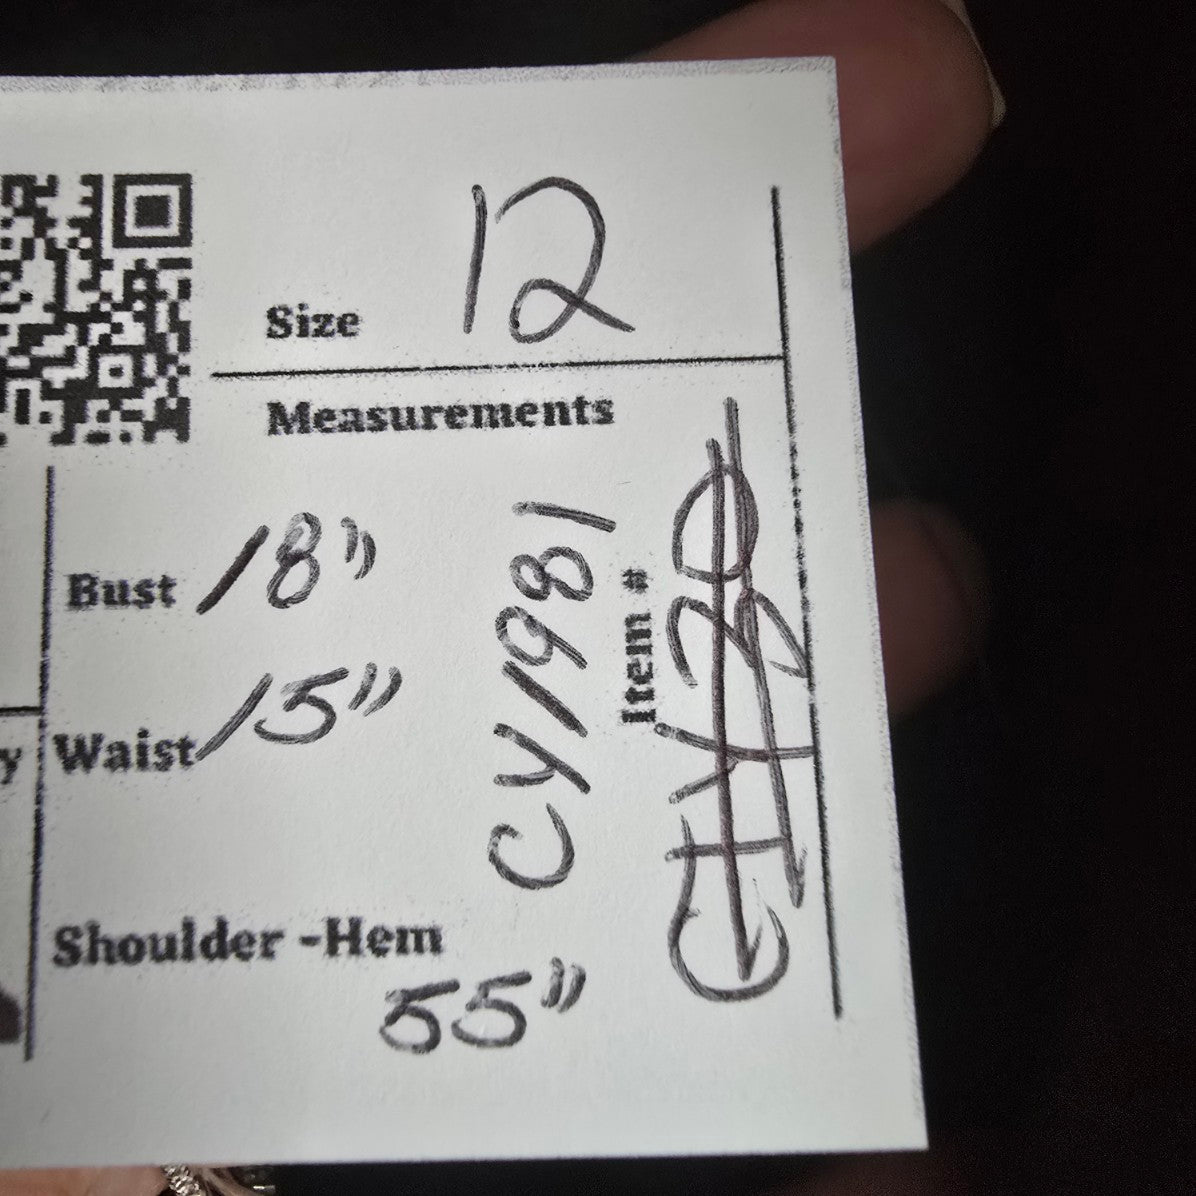 Size 12
Measurements
Bust 18"
Waist 15"
Shoulder -Hem
55"
CY1981
Item #
y